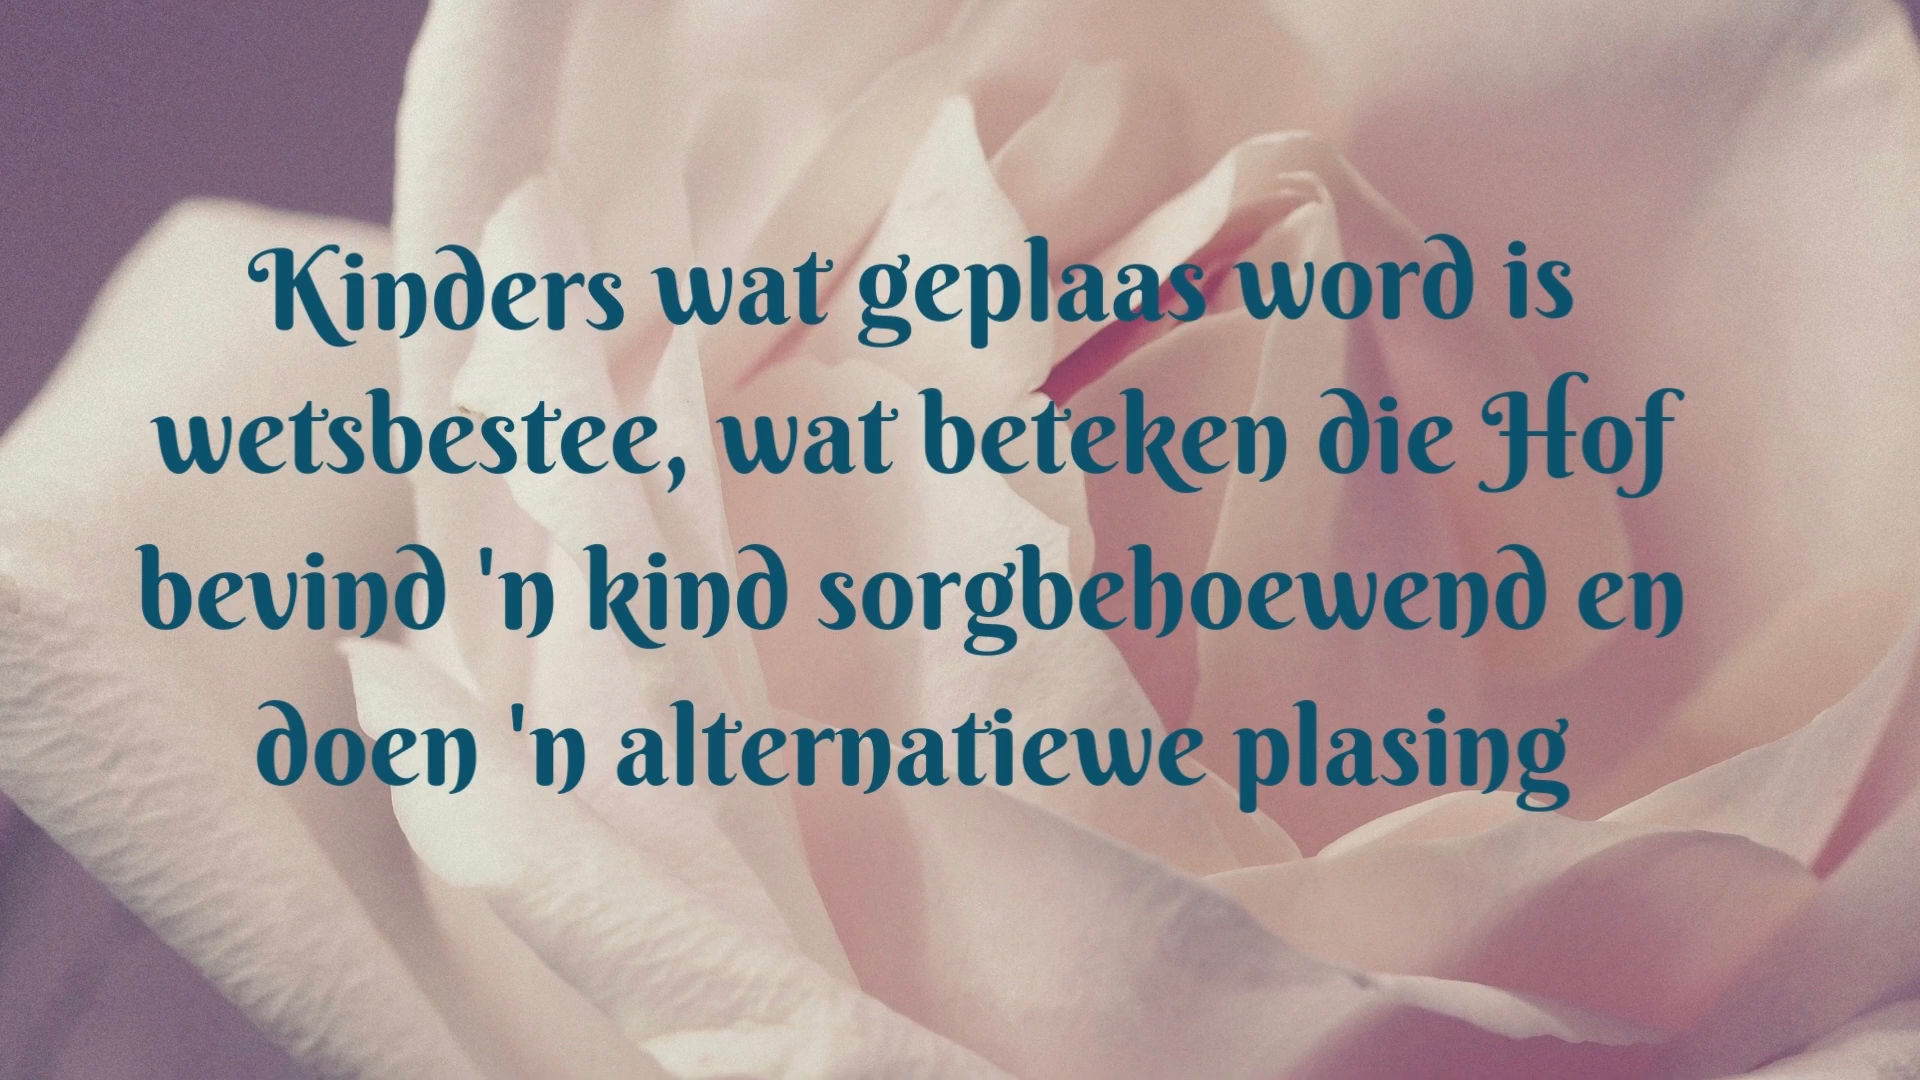 Kinders wat geplaas word is
wetsbestee, wat beteken die Hof
bevind 'n kind sorgbehoewend en
doen 'n alternatiewe plasing